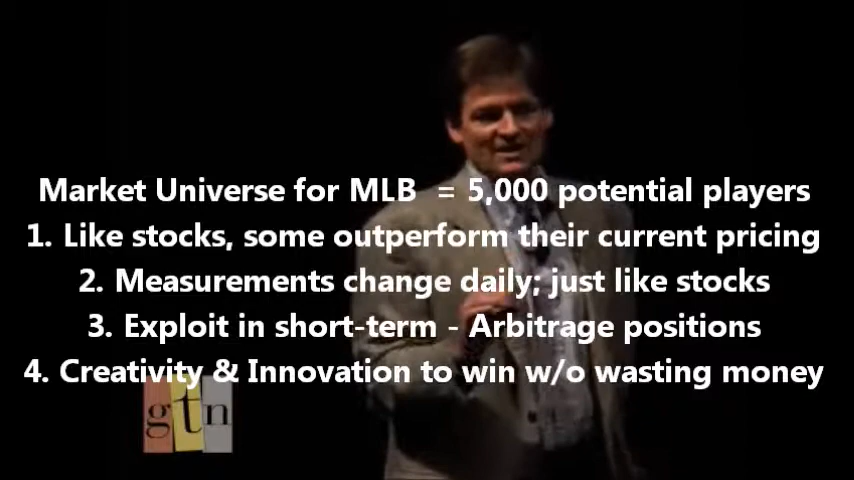 Market Universe for MLB = 5,000 potential players
1. Like stocks, some outperform their current pricing
2. Measurements change daily; just like stocks
3. Exploit in short-term - Arbitrage positions
4. Creativity & Innovation to win w/o wasting money
gtn